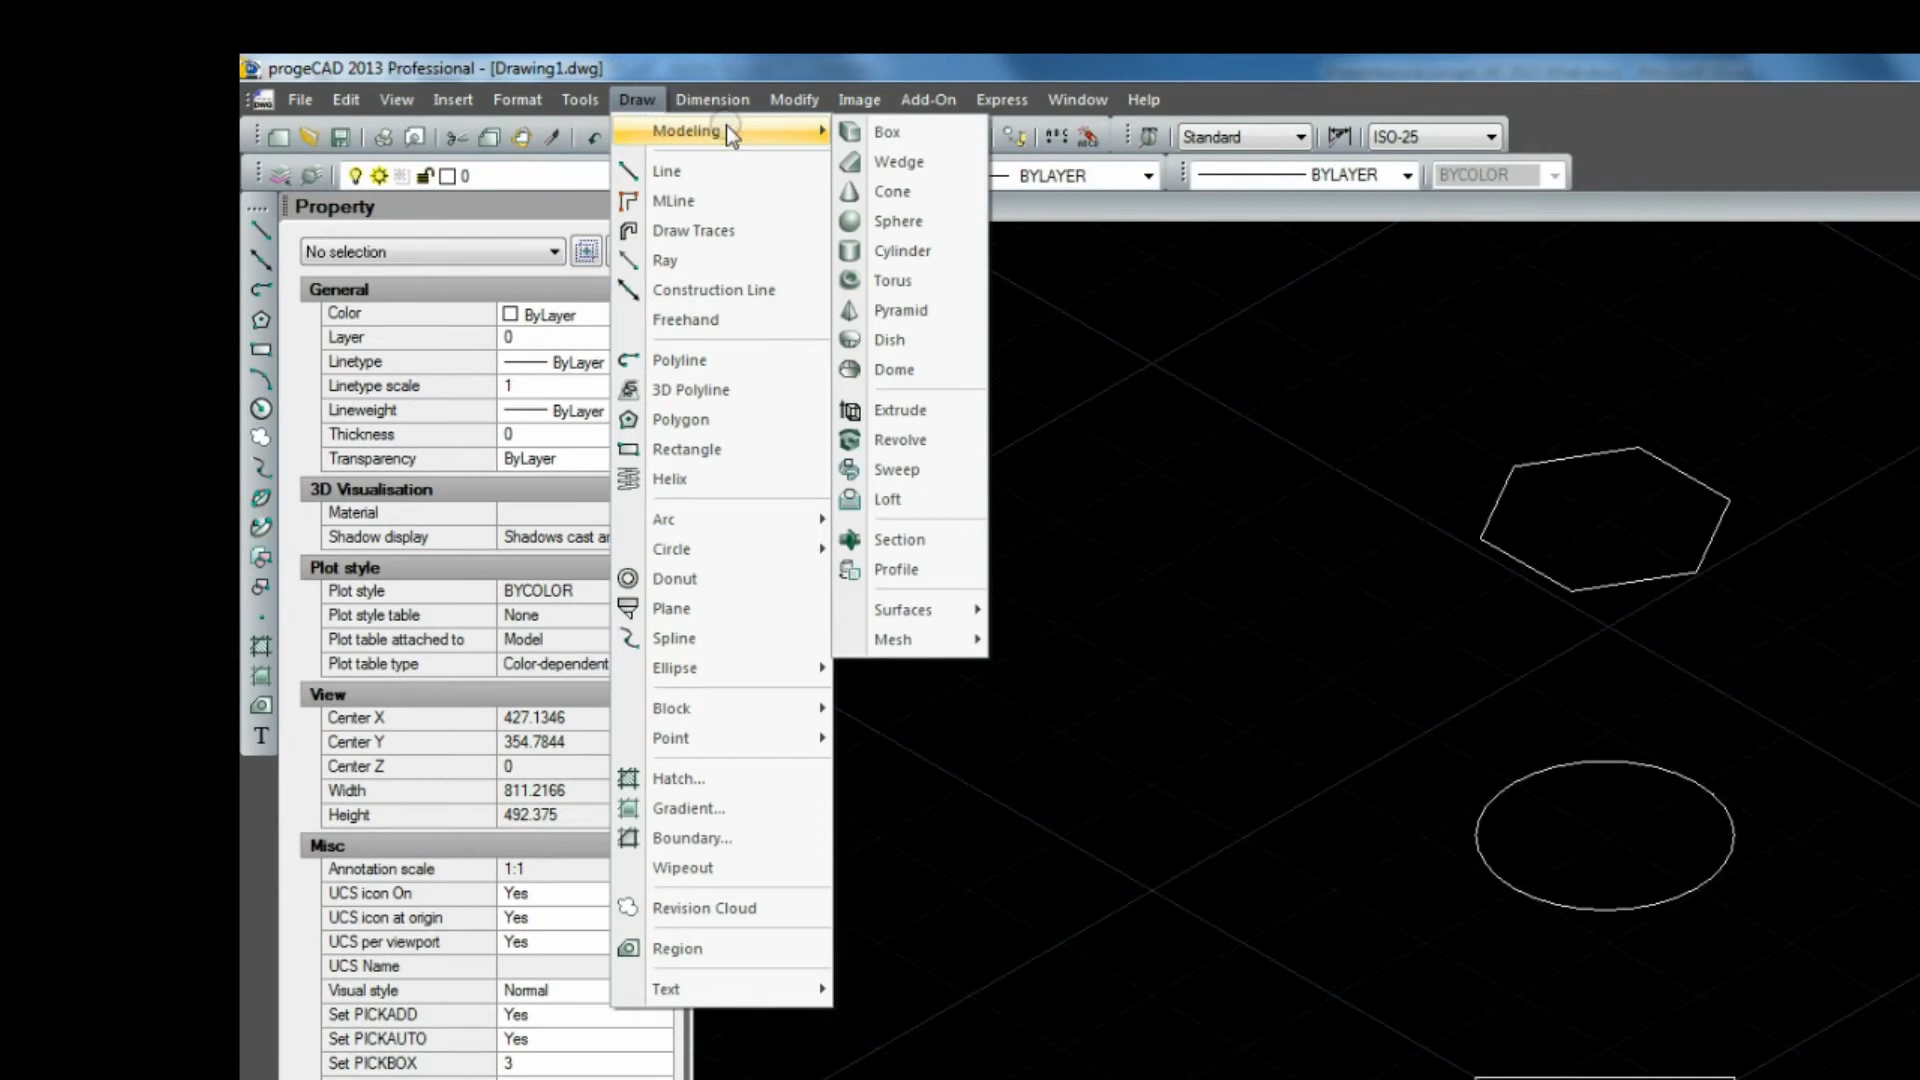 progeCAD 2013 Professional - [Drawing1.dwg]
File Edit View Insert Format Tools Draw Dimension Modify Image Add-On Express Window Help
Standard ISO-25
0 BYLAYER BYLAYER BYCOLOR
Property
No selection
General
Color ByLayer
Layer 0
Linetype ByLayer
Linetype scale 1
Lineweight ByLayer
Thickness 0
Transparency ByLayer
3D Visualisation
Material
Shadow display Shadows cast an
Plot style
Plot style BYCOLOR
Plot style table None
Plot table attached to Model
Plot table type Color-dependent
View
Center X 427.1346
Center Y 354.7844
Center Z 0
Width 811.2166
Height 492.375
Misc
Annotation scale 1:1
UCS icon On Yes
UCS icon at origin Yes
UCS per viewport Yes
UCS Name
Visual style Normal
Set PICKADD Yes
Set PICKAUTO Yes
Set PICKBOX 3
T
Modeling
Line
MLine
Draw Traces
Ray
Construction Line
Freehand
Polyline
3D Polyline
Polygon
Rectangle
Helix
Arc
Circle
Donut
Plane
Spline
Ellipse
Block
Point
Hatch...
Gradient...
Boundary...
Wipeout
Revision Cloud
Region
Text
Box
Wedge
Cone
Sphere
Cylinder
Torus
Pyramid
Dish
Dome
Extrude
Revolve
Sweep
Loft
Section
Profile
Surfaces
Mesh